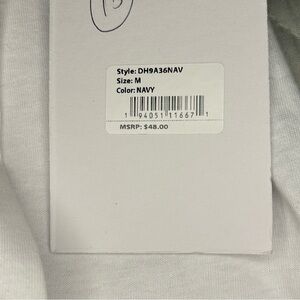 Style: DH9A36NAV
Size: M
Color: NAVY
1 94051 11667 1
MSRP: $48.00